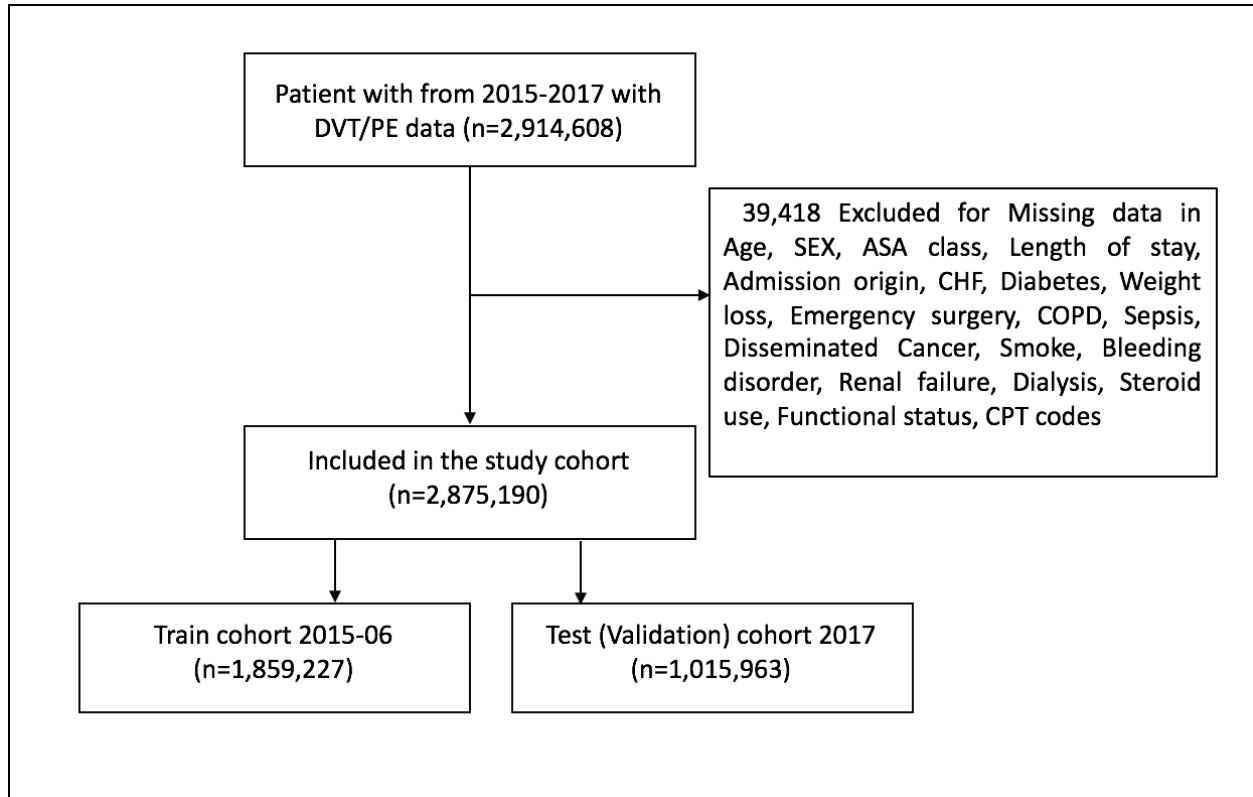 Patient with from 2015-2017 with
DVT/PE data (n=2,914,608)
39,418 Excluded for Missing data in
Age, SEX, ASA class, Length of stay,
Admission origin, CHF, Diabetes, Weight
loss, Emergency surgery, COPD, Sepsis,
Disseminated Cancer, Smoke, Bleeding
disorder, Renal failure, Dialysis, Steroid
use, Functional status, CPT codes
Included in the study cohort
(n=2,875,190)
Train cohort 2015-06
(n=1,859,227)
Test (Validation) cohort 2017
(n=1,015,963)